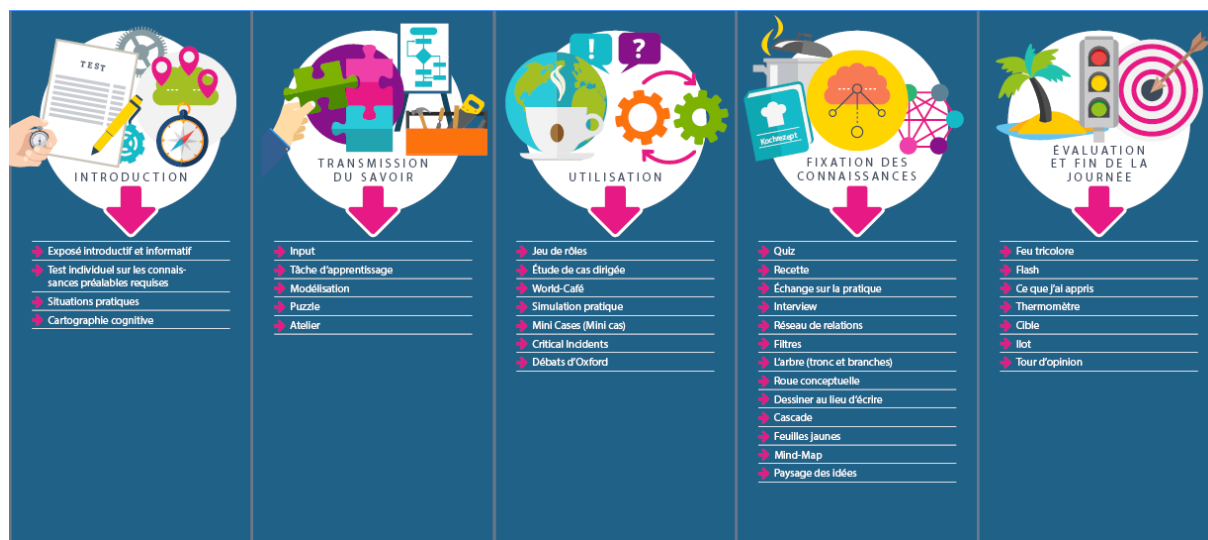 TEST
INTRODUCTION
Exposé introductif et informatif
Test individuel sur les connais-
sances préalables requises
Situations pratiques
Cartographie cognitive
TRANSMISSION
DU SAVOIR
Input
Tâche d'apprentissage
Modélisation
Puzzle
Atelier
! ?
UTILISATION
Jeu de rôles
Étude de cas dirigée
World-Café
Simulation pratique
Mini Cases (Mini cas)
Critical Incidents
Débats d'Oxford
Kochrezept
FIXATION DES
CONNAISSANCES
Quiz
Recette
Échange sur la pratique
Interview
Réseau de relations
Filtres
L'arbre (tronc et branches)
Roue conceptuelle
Dessiner au lieu d'écrire
Cascade
Feuilles jaunes
Mind-Map
Paysage des idées
ÉVALUATION
ET FIN DE LA
JOURNÉE
Feu tricolore
Flash
Ce que j'ai appris
Thermomètre
Cible
Ilot
Tour d'opinion